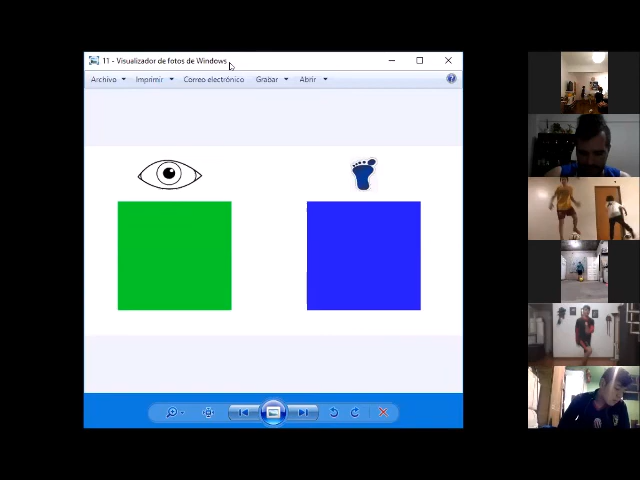 11 - Visualizador de fotos de Windows
Archivo Imprimir Correo electrónico Grabar Abrir